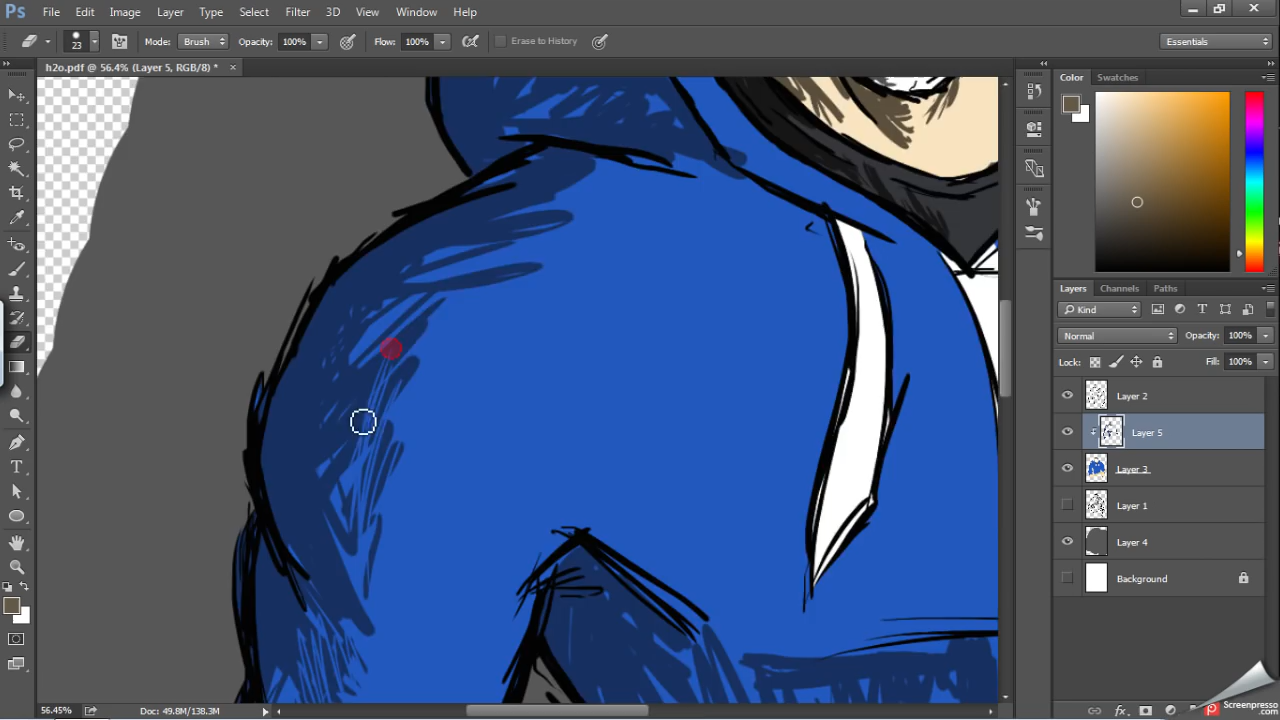 Ps File Edit Image Layer Type Select Filter 3D View Window Help
23 Mode: Brush Opacity: 100% Flow: 100% Erase to History Essentials
h2o.pdf @ 56.4% (Layer 5, RGB/8) *
Color Swatches
Layers Channels Paths
Kind
Normal Opacity: 100%
Lock: Fill: 100%
Layer 2
Layer 5
Layer 3
Layer 1
Layer 4
Background
56.45% Doc: 49.8M/138.3M
fx
Screenpresso
.com